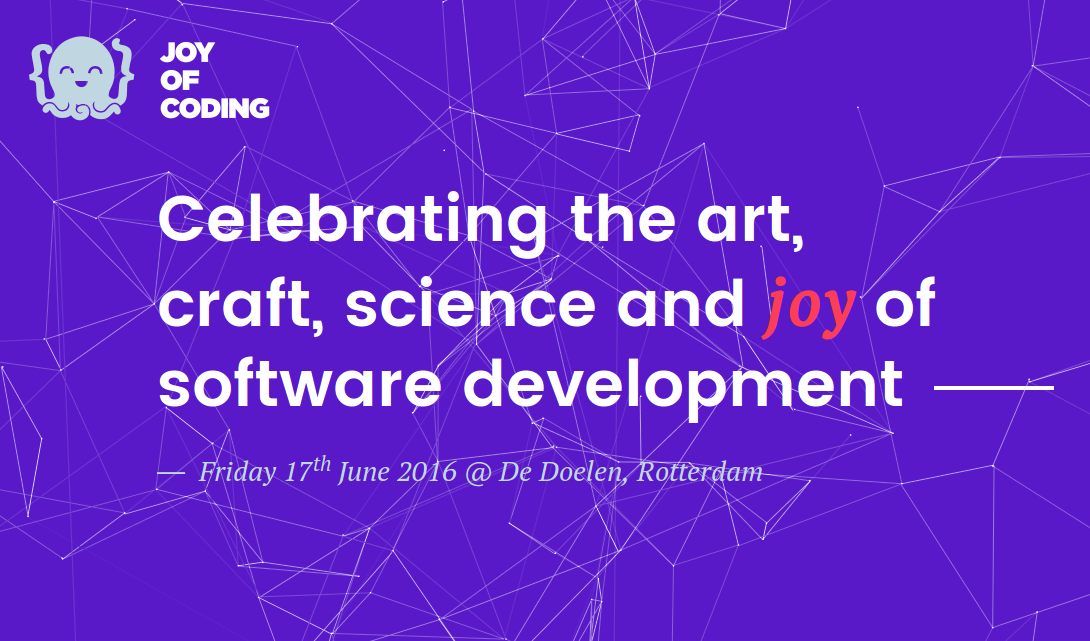 JOY
OF
CODING
Celebrating the art,
craft, science and joy of
software development
— Friday 17th June 2016 @ De Doelen, Rotterdam